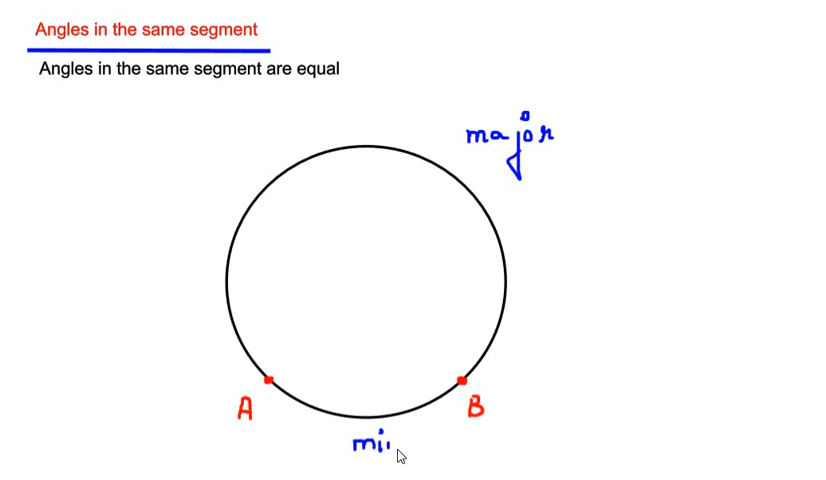 Angles in the same segment
Angles in the same segment are equal
major
A
B